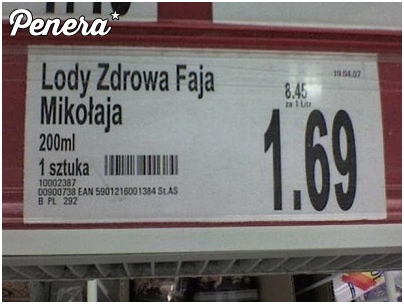 Penera
Lody Zdrowa Faja
Mikołaja
200ml
1 sztuka
10002387
00900738 EAN 5901216001384 St.AS
B PL 292
19.04.07
8.45
za 1 Litr
1.69